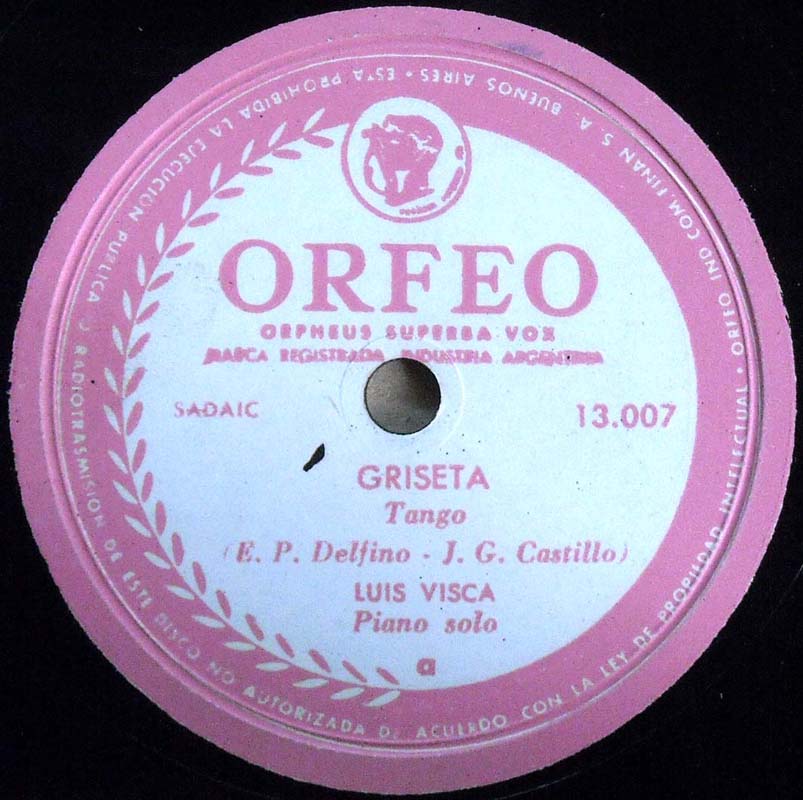 ORFEO
ORPHEUS SUPERBA VOX
MARCA REGISTRADA INDUSTRIA ARGENTINA
SADAIC
13.007
GRISETA
Tango
(E. P. Delfino - J. G. Castillo)
LUIS VISCA
Piano solo
a
ORFEO IND COM FINAN S. A. BUENOS AIRES • ESTA PROHIBIDA LA EJECUCION PUBLICA Y RADIOTRASMISION DE ESTE DISCO NO AUTORIZADA DE ACUERDO CON LA LEY DE PROPIEDAD INTELECTUAL •